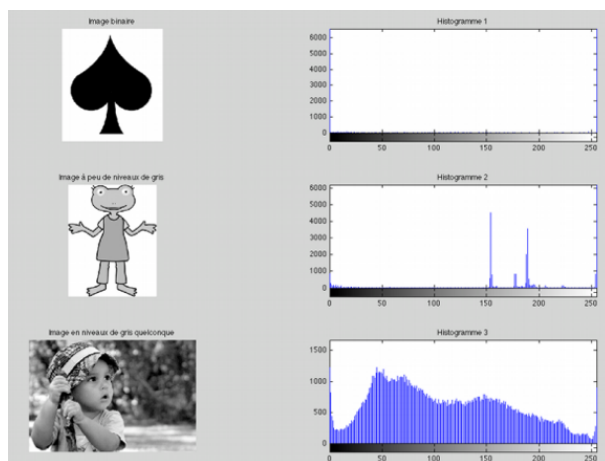 Image binaire
Histogramme 1
6000
5000
4000
3000
2000
1000
0
0 50 100 150 200 250
Image à peu de niveaux de gris
Histogramme 2
6000
5000
4000
3000
2000
1000
0
0 50 100 150 200 250
Image en niveaux de gris quelconque
Histogramme 3
1500
1000
500
0
0 50 100 150 200 250